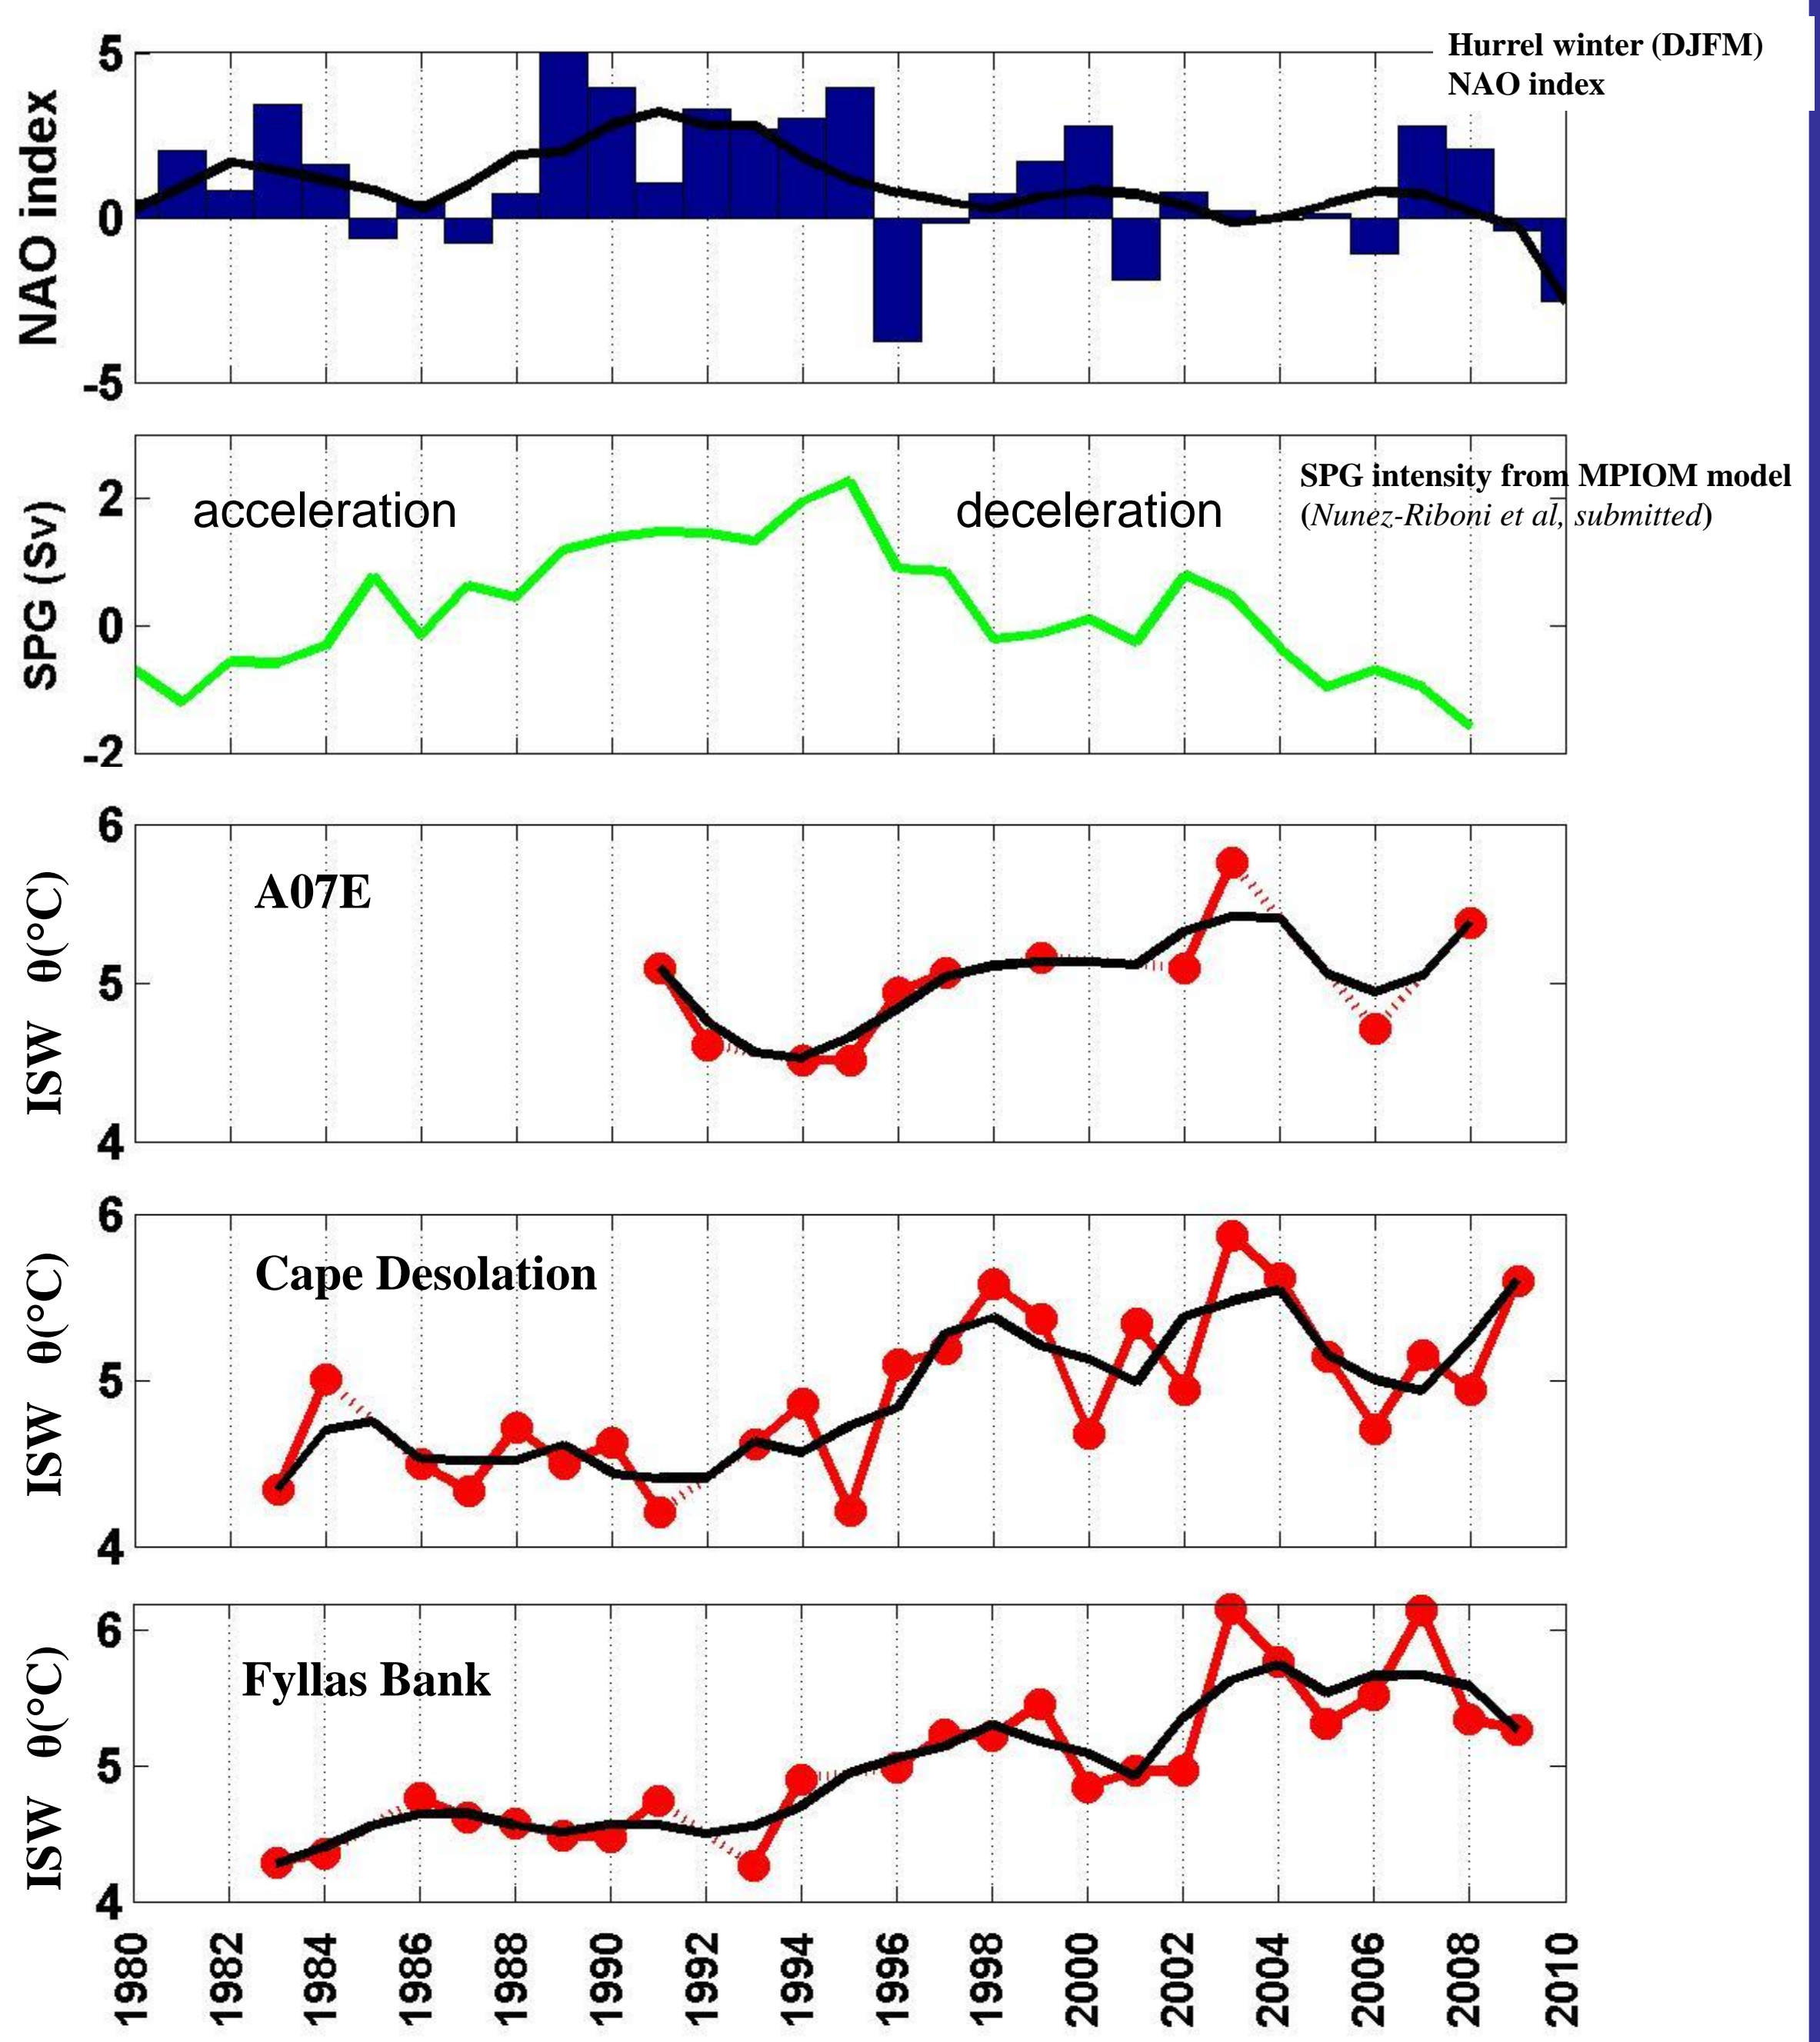 Hurrel winter (DJFM)
NAO index
5
0
-5
NAO index
SPG intensity from MPIOM model
(Nunez-Riboni et al, submitted)
acceleration
deceleration
2
0
-2
SPG (Sv)
A07E
6
5
4
ISW θ(°C)
Cape Desolation
6
5
4
ISW θ(°C)
Fyllas Bank
6
5
4
ISW θ(°C)
1980
1982
1984
1986
1988
1990
1992
1994
1996
1998
2000
2002
2004
2006
2008
2010